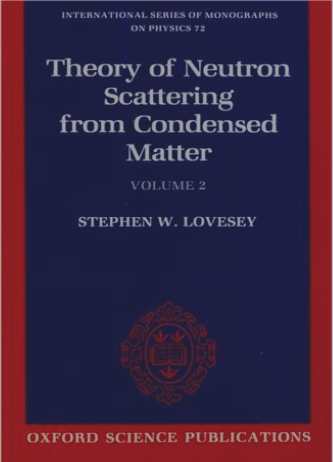 INTERNATIONAL SERIES OF MONOGRAPHS
ON PHYSICS 72
Theory of Neutron
Scattering
from Condensed
Matter
VOLUME 2
STEPHEN W. LOVESEY
OXFORD SCIENCE PUBLICATIONS